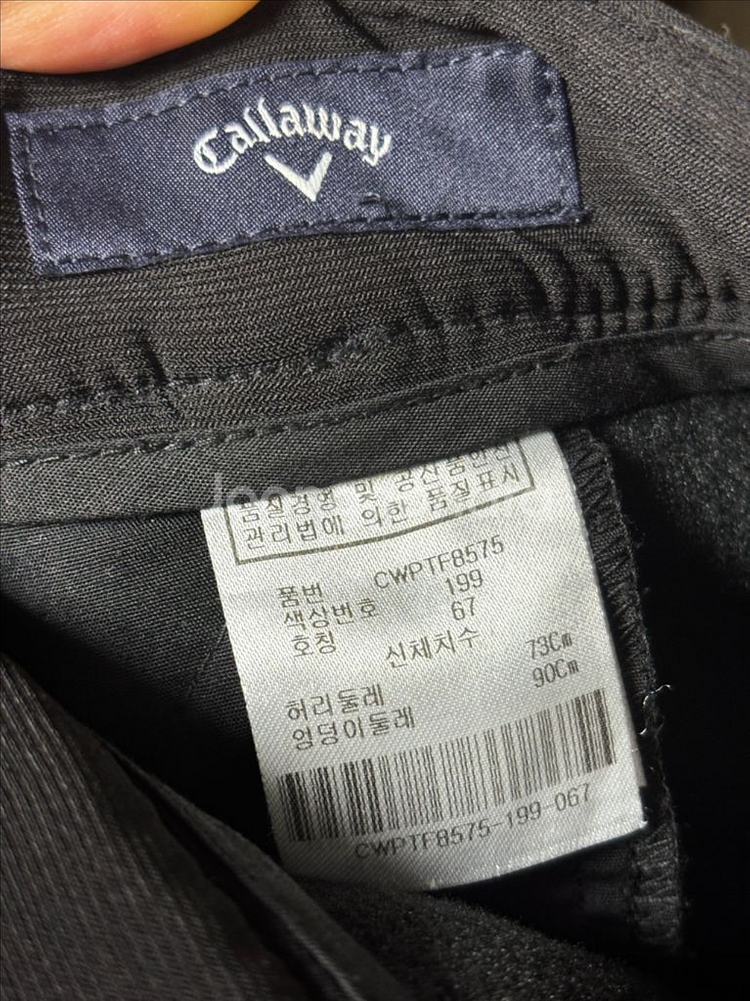 Callaway
품질경영 및 공산품안전
관리법에 의한 품질표시
품번 CWPTF8575
색상번호 199
호칭 67
신체치수
허리둘레 73Cm
엉덩이둘레 90Cm
CWPTF8575-199-067